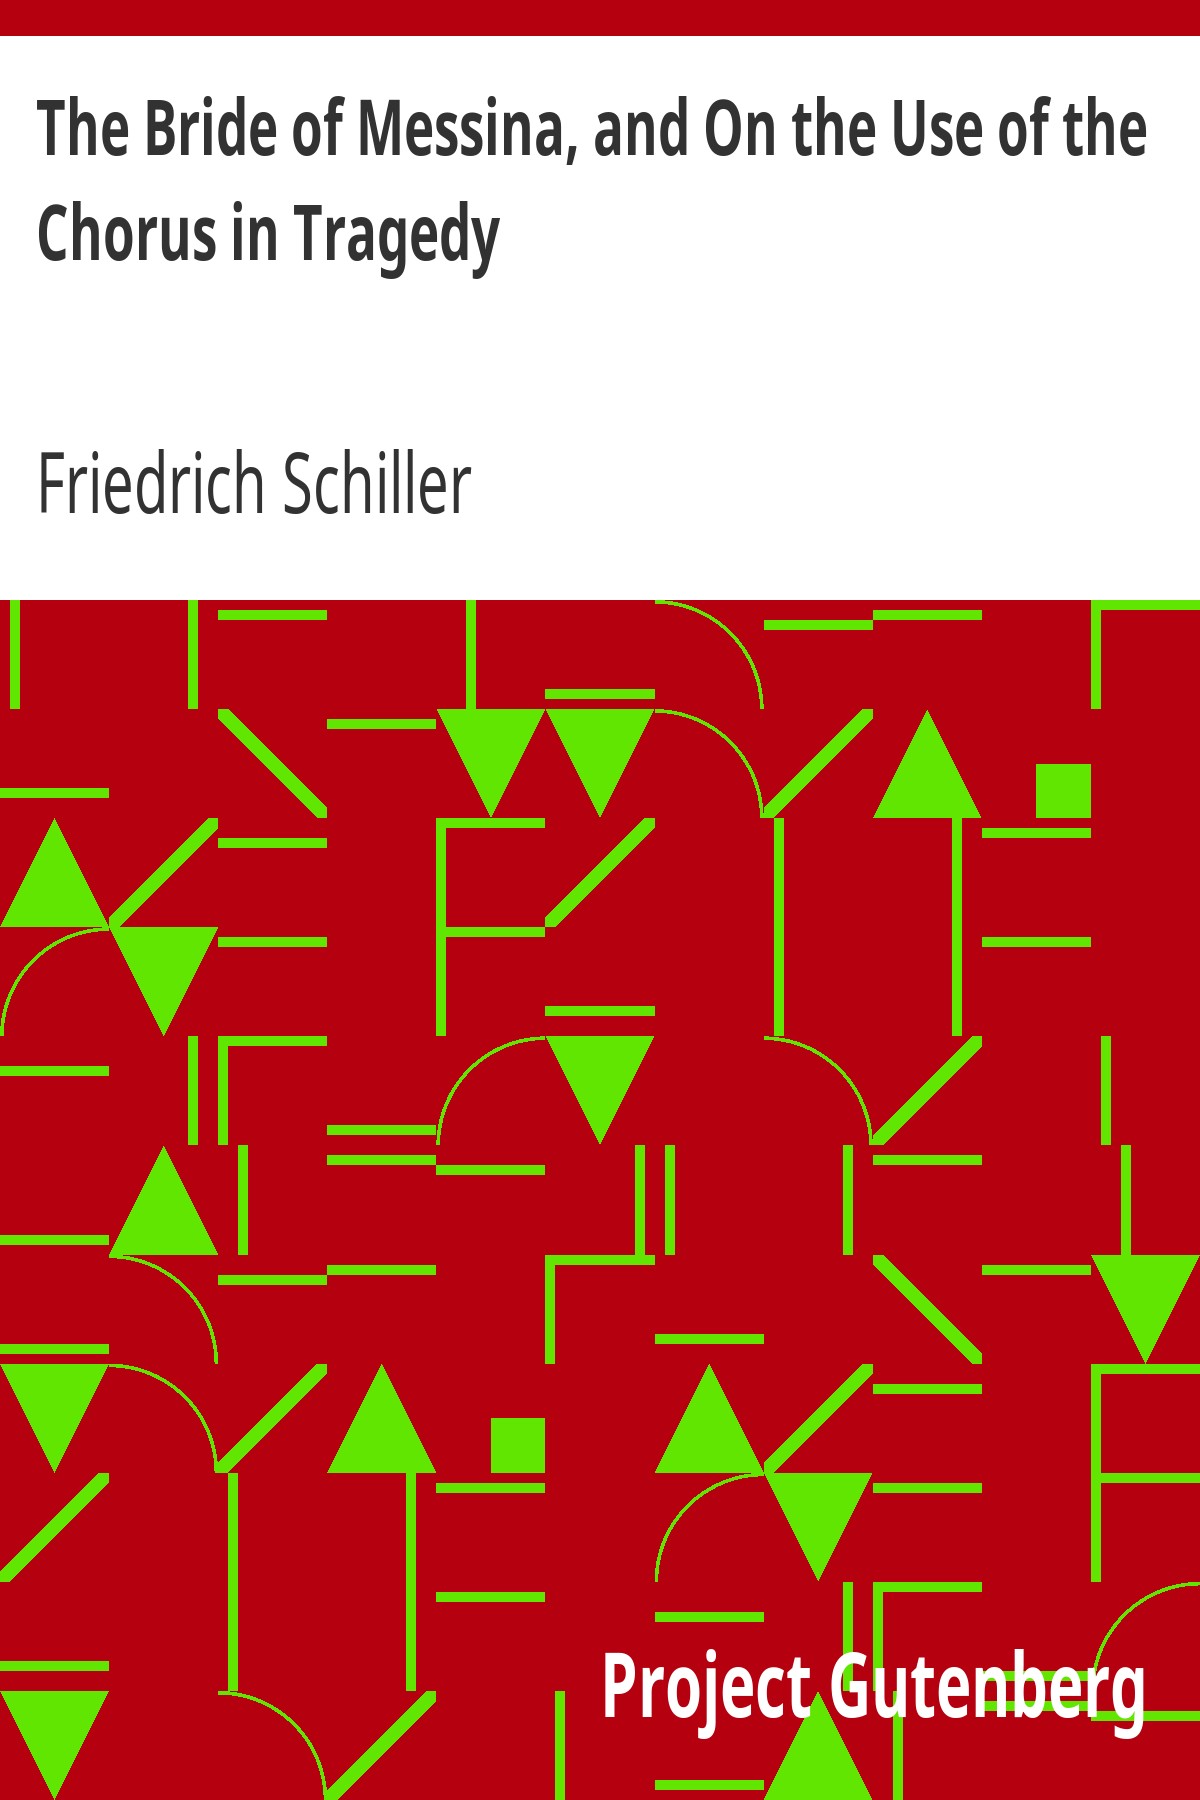 The Bride of Messina, and On the Use of the
Chorus in Tragedy
Friedrich Schiller
Project Gutenberg